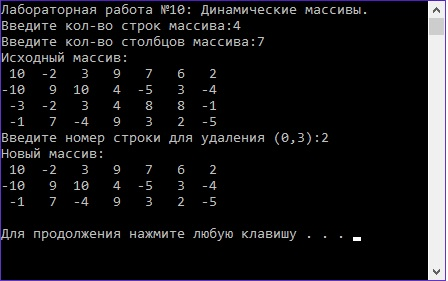 Лабораторная работа №10: Динамические массивы.
Введите кол-во строк массива:4
Введите кол-во столбцов массива:7
Исходный массив:
10 -2 3 9 7 6 2
-10 9 10 4 -5 3 -4
-3 -2 3 4 8 8 -1
-1 7 -4 9 3 2 -5
Введите номер строки для удаления (0,3):2
Новый массив:
10 -2 3 9 7 6 2
-10 9 10 4 -5 3 -4
-1 7 -4 9 3 2 -5
Для продолжения нажмите любую клавишу . . .